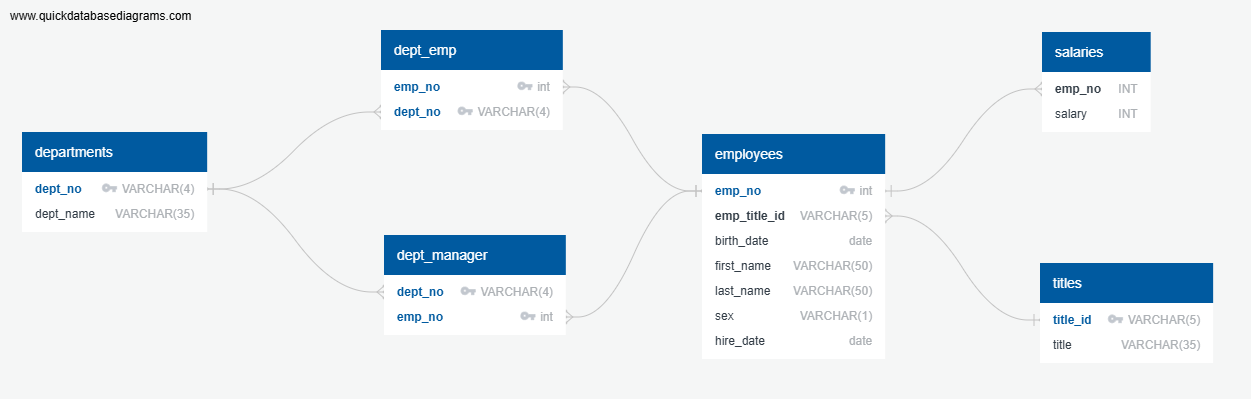 www.quickdatabasediagrams.com
departments
dept_no VARCHAR(4)
dept_name VARCHAR(35)
dept_emp
emp_no int
dept_no VARCHAR(4)
dept_manager
dept_no VARCHAR(4)
emp_no int
employees
emp_no int
emp_title_id VARCHAR(5)
birth_date date
first_name VARCHAR(50)
last_name VARCHAR(50)
sex VARCHAR(1)
hire_date date
salaries
emp_no INT
salary INT
titles
title_id VARCHAR(5)
title VARCHAR(35)